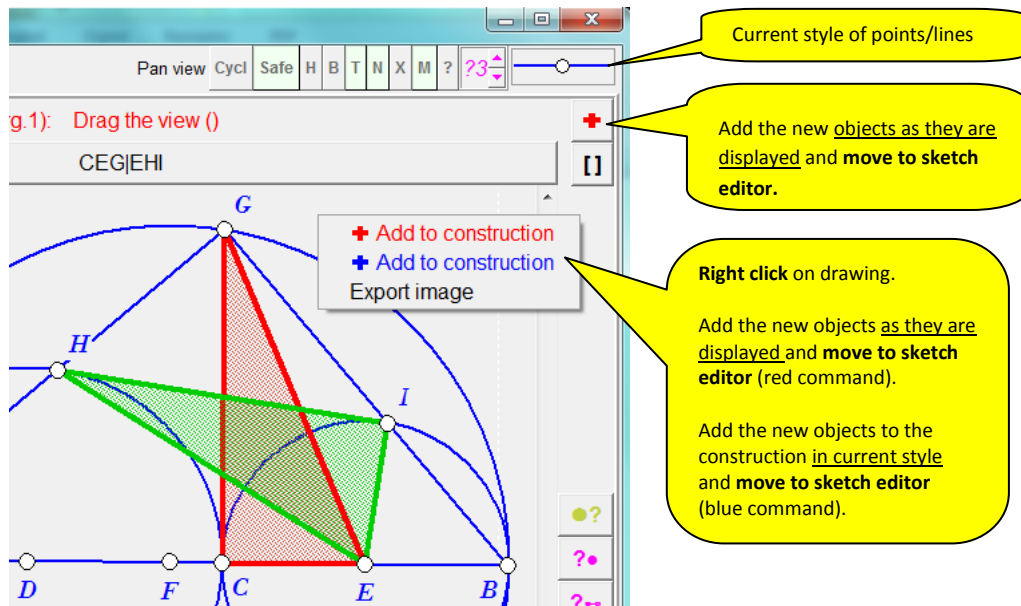 Pan view Cycl Safe H B T N X M ? ?3
Current style of points/lines
rg.1): Drag the view ()
CEG|EHI
[ ]
Add the new objects as they are
displayed and move to sketch
editor.
G
Add to construction
Add to construction
Export image
Right click on drawing.
Add the new objects as they are
displayed and move to sketch
editor (red command).
Add the new objects to the
construction in current style
and move to sketch editor
(blue command).
H
I
?
?
?
D F C E B